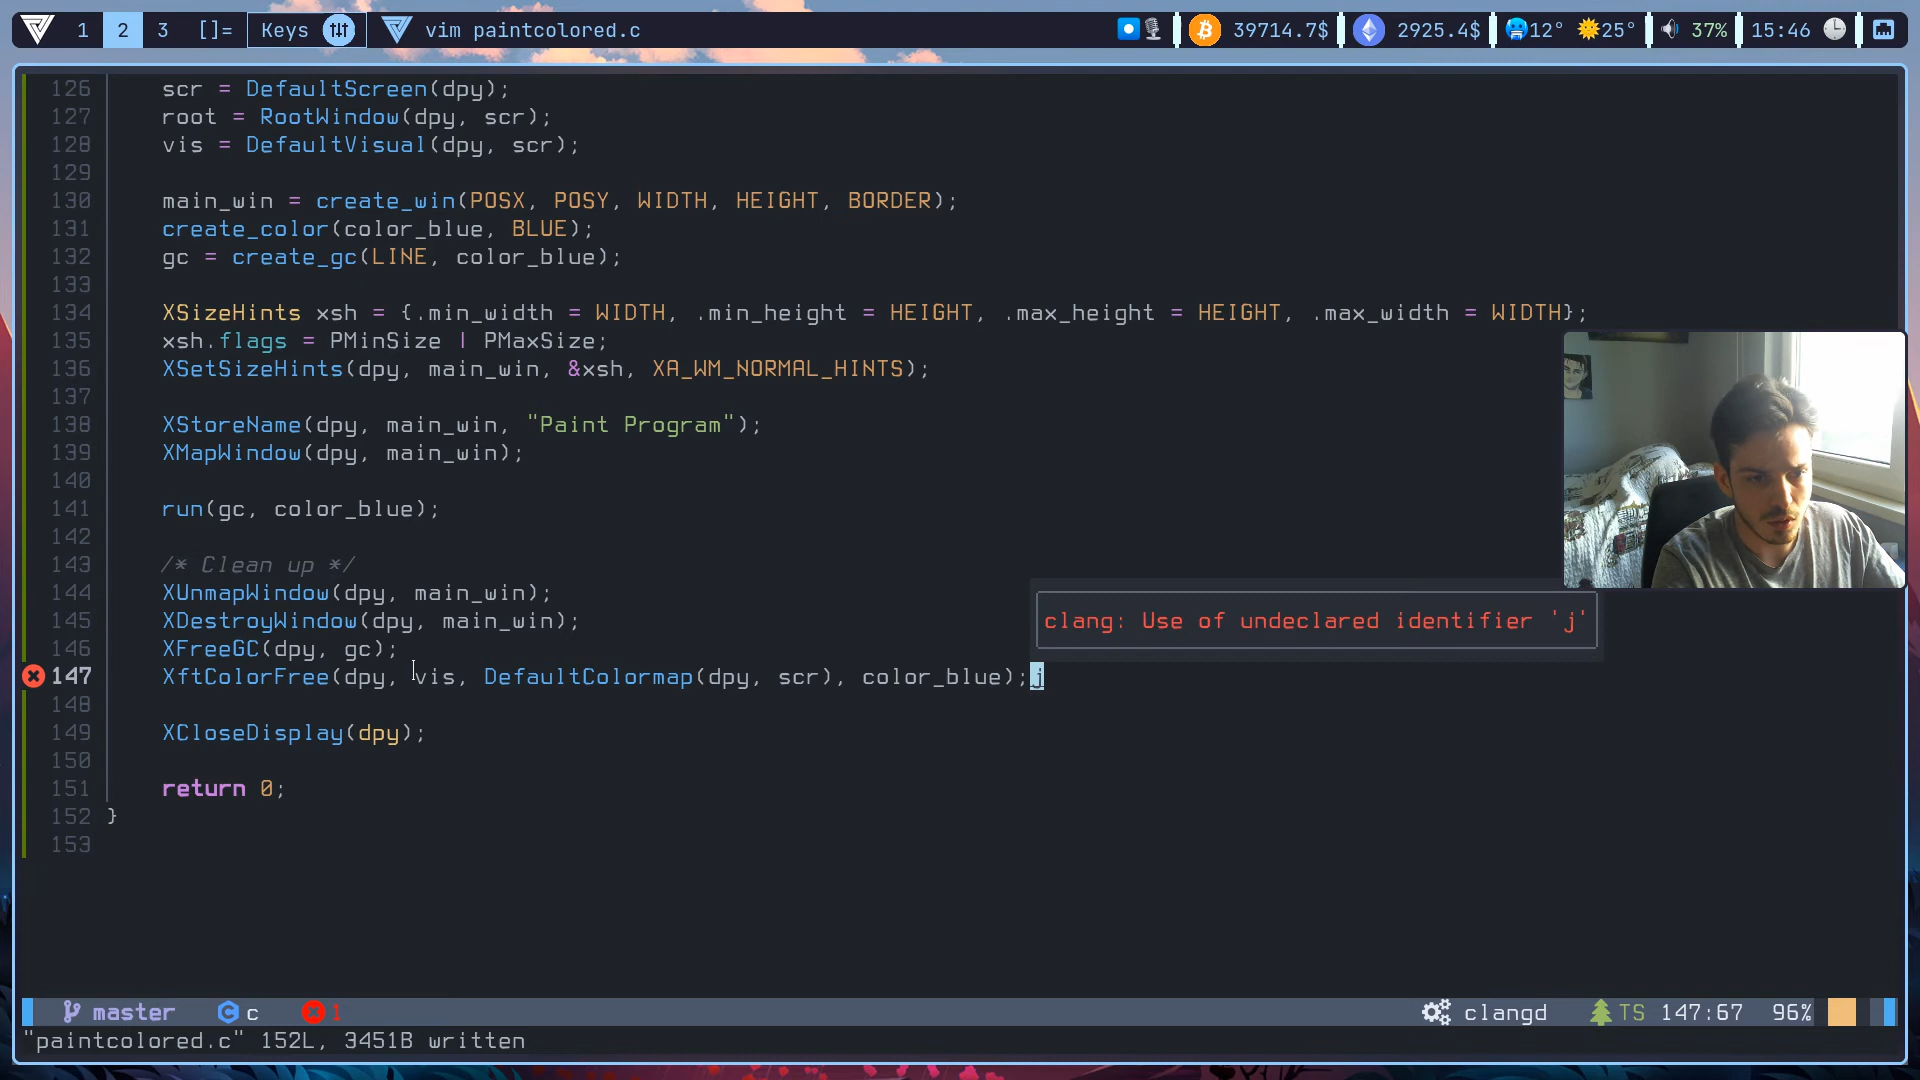 1 2 3 []= Keys vim paintcolored.c 39714.7$ 2925.4$ 12° 25° 37% 15:46
126 scr = DefaultScreen(dpy);
127 root = RootWindow(dpy, scr);
128 vis = DefaultVisual(dpy, scr);
129
130 main_win = create_win(POSX, POSY, WIDTH, HEIGHT, BORDER);
131 create_color(color_blue, BLUE);
132 gc = create_gc(LINE, color_blue);
133
134 XSizeHints xsh = {.min_width = WIDTH, .min_height = HEIGHT, .max_height = HEIGHT, .max_width = WIDTH};
135 xsh.flags = PMinSize | PMaxSize;
136 XSetSizeHints(dpy, main_win, &xsh, XA_WM_NORMAL_HINTS);
137
138 XStoreName(dpy, main_win, "Paint Program");
139 XMapWindow(dpy, main_win);
140
141 run(gc, color_blue);
142
143 /* Clean up */
144 XUnmapWindow(dpy, main_win);
145 XDestroyWindow(dpy, main_win);
clang: Use of undeclared identifier 'j'
146 XFreeGC(dpy, gc);
147 XftColorFree(dpy, vis, DefaultColormap(dpy, scr), color_blue);j
148
149 XCloseDisplay(dpy);
150
151 return 0;
152 }
153
master c 1 clangd TS 147:67 96%
"paintcolored.c" 152L, 3451B written